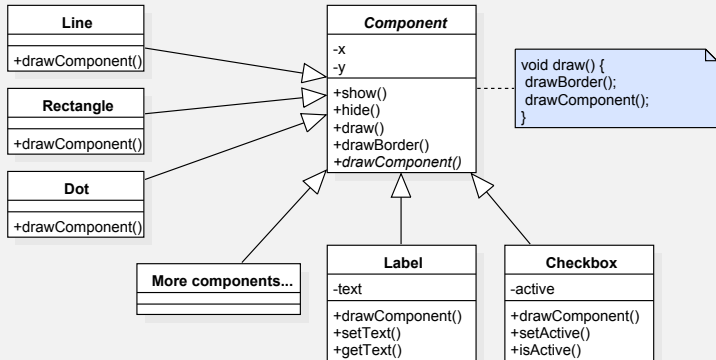 Line
+drawComponent()
Rectangle
+drawComponent()
Dot
+drawComponent()
Component
-x
-y
+show()
+hide()
+draw()
+drawBorder()
+drawComponent()
void draw() {
drawBorder();
drawComponent();
}
More components...
Label
-text
+drawComponent()
+setText()
+getText()
Checkbox
-active
+drawComponent()
+setActive()
+isActive()